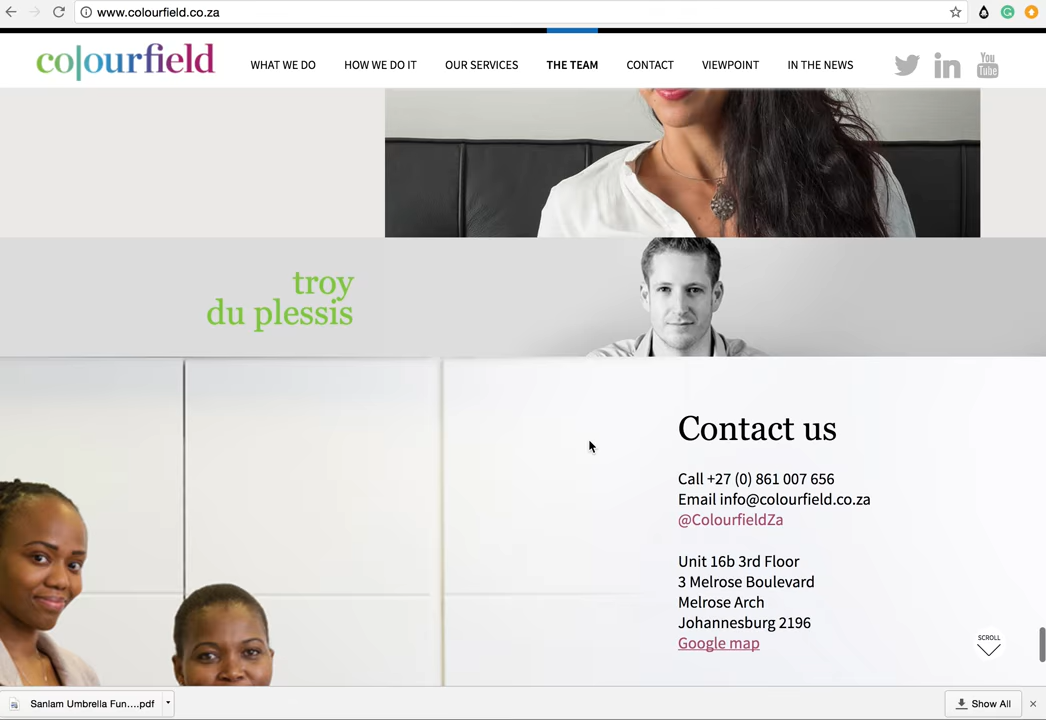 www.colourfield.co.za
colourfield
WHAT WE DO
HOW WE DO IT
OUR SERVICES
THE TEAM
CONTACT
VIEWPOINT
IN THE NEWS
You
Tube
in
troy
du plessis
Contact us
Call +27 (0) 861 007 656
Email info@colourfield.co.za
@ColourfieldZa
Unit 16b 3rd Floor
3 Melrose Boulevard
Melrose Arch
Johannesburg 2196
Google map
SCROLL
Sanlam Umbrella Fun....pdf
Show All